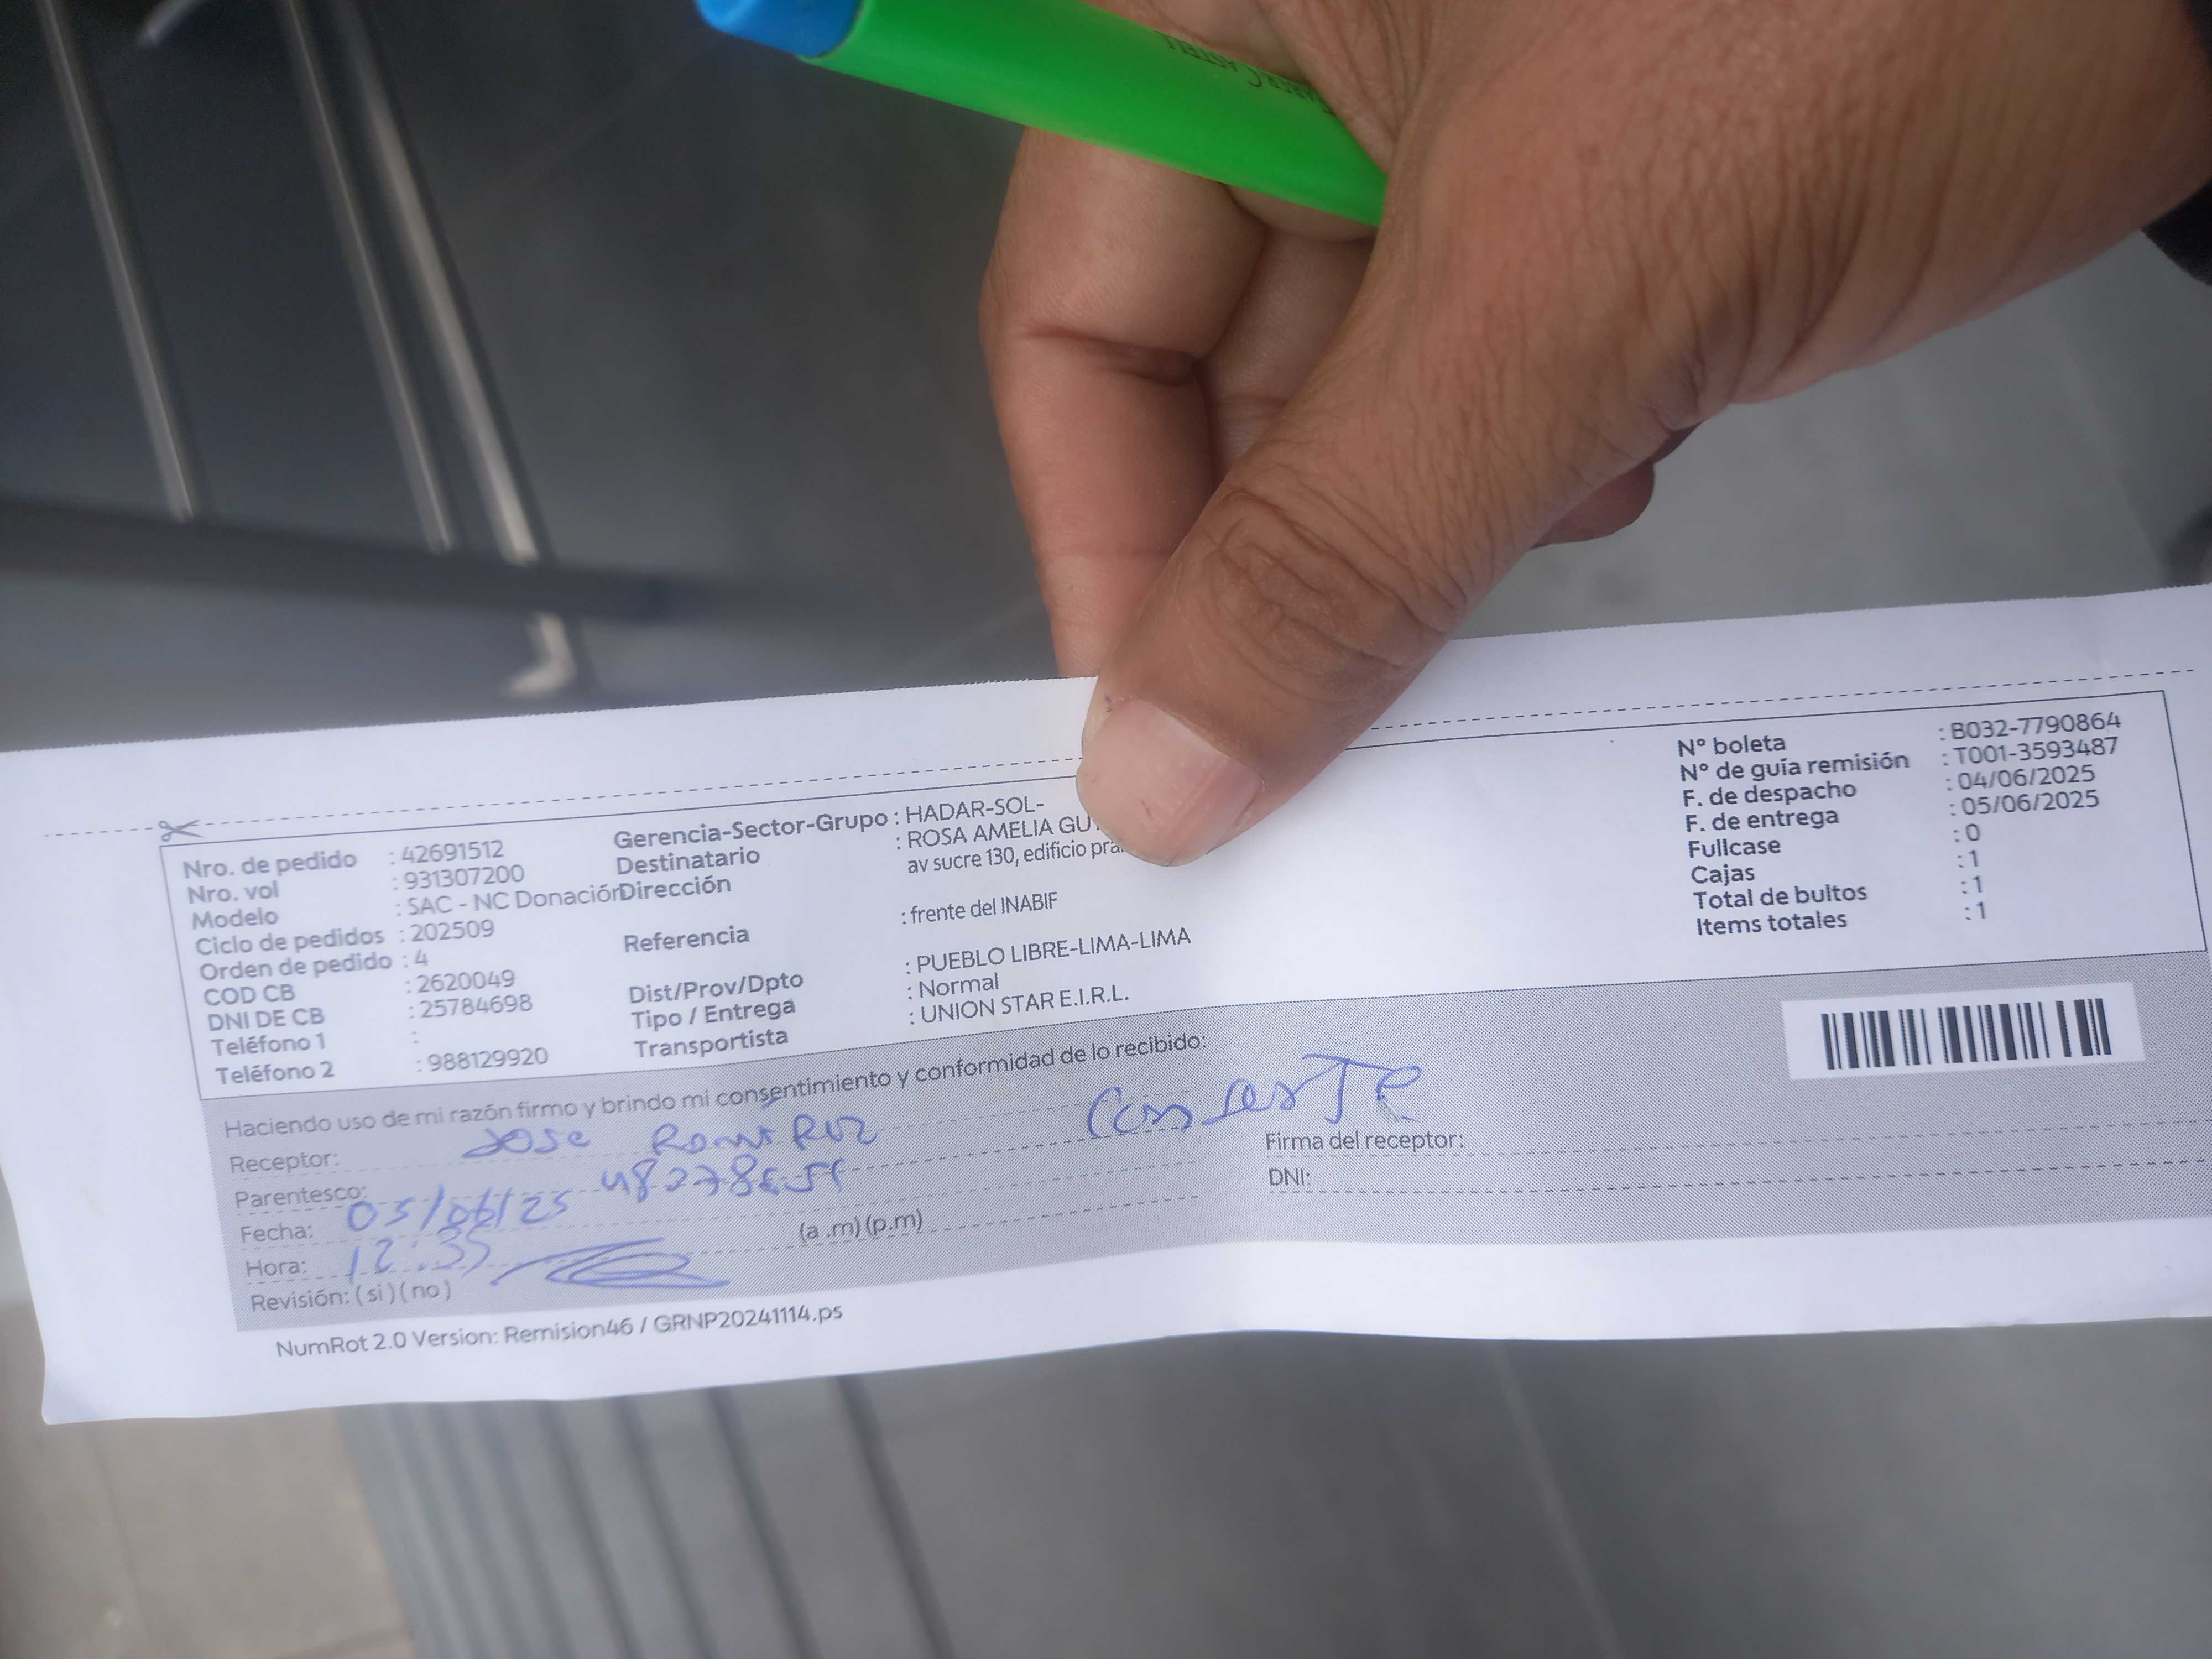 Nro. de pedido : 42691512
Nro. vol : 931307200
Modelo : SAC - NC Donación
Ciclo de pedidos : 202509
Orden de pedido : 4
COD CB : 2620049
DNI DE CB : 25784698
Teléfono 1 :
Teléfono 2 : 988129920
Gerencia-Sector-Grupo : HADAR-SOL-
Destinatario : ROSA AMELIA
Dirección av sucre 130, edificio
Referencia : frente del INABIF
Dist/Prov/Dpto : PUEBLO LIBRE-LIMA-LIMA
Tipo / Entrega : Normal
Transportista : UNION STAR E.I.R.L.
N° boleta : B032-7790864
N° de guía remisión : T001-3593487
F. de despacho : 04/06/2025
F. de entrega : 05/06/2025
Fullcase : 0
Cajas : 1
Total de bultos : 1
Items totales : 1
Haciendo uso de mi razón firmo y brindo mi consentimiento y conformidad de lo recibido:
Receptor: Jose
Parentesco:
Fecha: 05/06/25
Hora: 12:35 (a .m) (p.m)
Revisión: ( si ) ( no )
Firma del receptor:
DNI:
NumRot 2.0 Version: Remision46 / GRNP20241114.ps